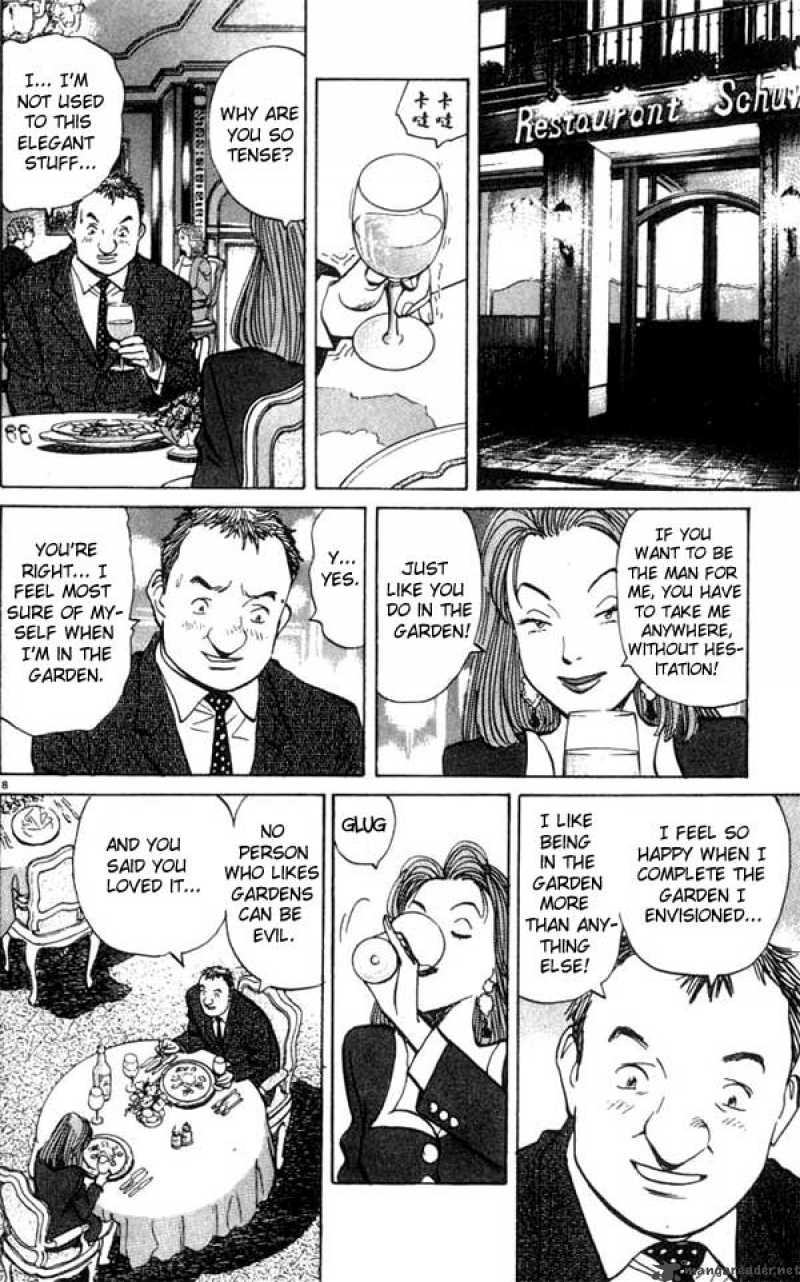 Restaurant Schu
卡噠
卡噠
WHY ARE
YOU SO
TENSE?
I... I'M
NOT USED
TO THIS
ELEGANT
STUFF...
IF YOU
WANT TO BE
THE MAN FOR
ME, YOU HAVE
TO TAKE ME
ANYWHERE,
WITHOUT HES-
ITATION!
JUST
LIKE YOU
DO IN THE
GARDEN!
Y...
YES.
YOU'RE
RIGHT... I
FEEL MOST
SURE OF MY-
SELF WHEN
I'M IN THE
GARDEN.
8
I FEEL SO
HAPPY WHEN I
COMPLETE THE
GARDEN I
ENVISIONED...
I LIKE
BEING
IN THE
GARDEN
MORE
THAN ANY-
THING
ELSE!
GLUG
NO
PERSON
WHO LIKES
GARDENS
CAN BE
EVIL.
AND YOU
SAID YOU
LOVED IT...
mangareader.net